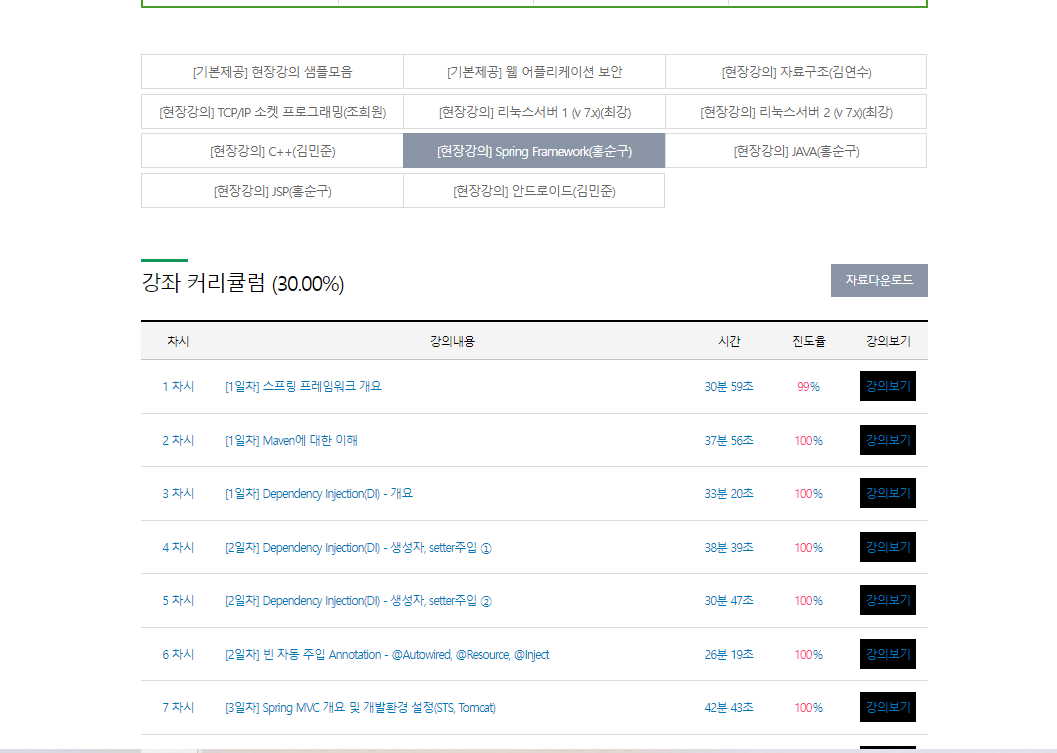 [기본제공] 현장강의 샘플모음 [기본제공] 웹 어플리케이션 보안 [현장강의] 자료구조(김연수)
[현장강의] TCP/IP 소켓 프로그래밍(조희원) [현장강의] 리눅스서버 1 (v 7.x)(최강) [현장강의] 리눅스서버 2 (v 7.x)(최강)
[현장강의] C++(김민준) [현장강의] Spring Framework(홍순구) [현장강의] JAVA(홍순구)
[현장강의] JSP(홍순구) [현장강의] 안드로이드(김민준)
강좌 커리큘럼 (30.00%) 자료다운로드
차시 강의내용 시간 진도율 강의보기
1 차시 [1일차] 스프링 프레임워크 개요 30분 59초 99% 강의보기
2 차시 [1일차] Maven에 대한 이해 37분 56초 100% 강의보기
3 차시 [1일차] Dependency Injection(DI) - 개요 33분 20초 100% 강의보기
4 차시 [2일차] Dependency Injection(DI) - 생성자, setter주입 ① 38분 39초 100% 강의보기
5 차시 [2일차] Dependency Injection(DI) - 생성자, setter주입 ② 30분 47초 100% 강의보기
6 차시 [2일차] 빈 자동 주입 Annotation - @Autowired, @Resource, @Inject 26분 19초 100% 강의보기
7 차시 [3일차] Spring MVC 개요 및 개발환경 설정(STS, Tomcat) 42분 43초 100% 강의보기